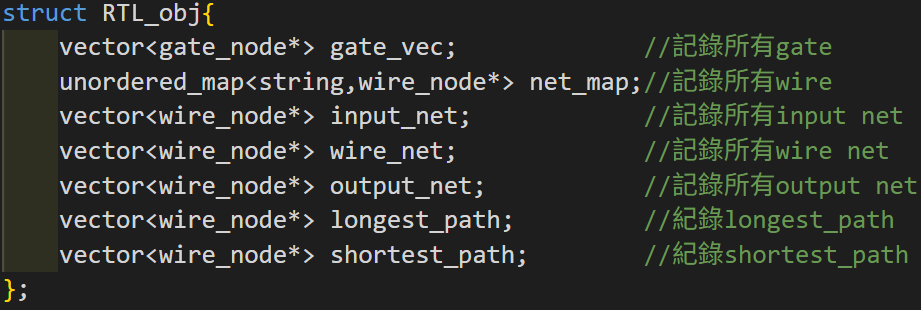 struct RTL_obj{
    vector<gate_node*> gate_vec;             //記錄所有gate
    unordered_map<string,wire_node*> net_map;//記錄所有wire
    vector<wire_node*> input_net;            //記錄所有input net
    vector<wire_node*> wire_net;             //記錄所有wire net
    vector<wire_node*> output_net;           //記錄所有output net
    vector<wire_node*> longest_path;         //紀錄longest_path
    vector<wire_node*> shortest_path;        //紀錄shortest_path
};